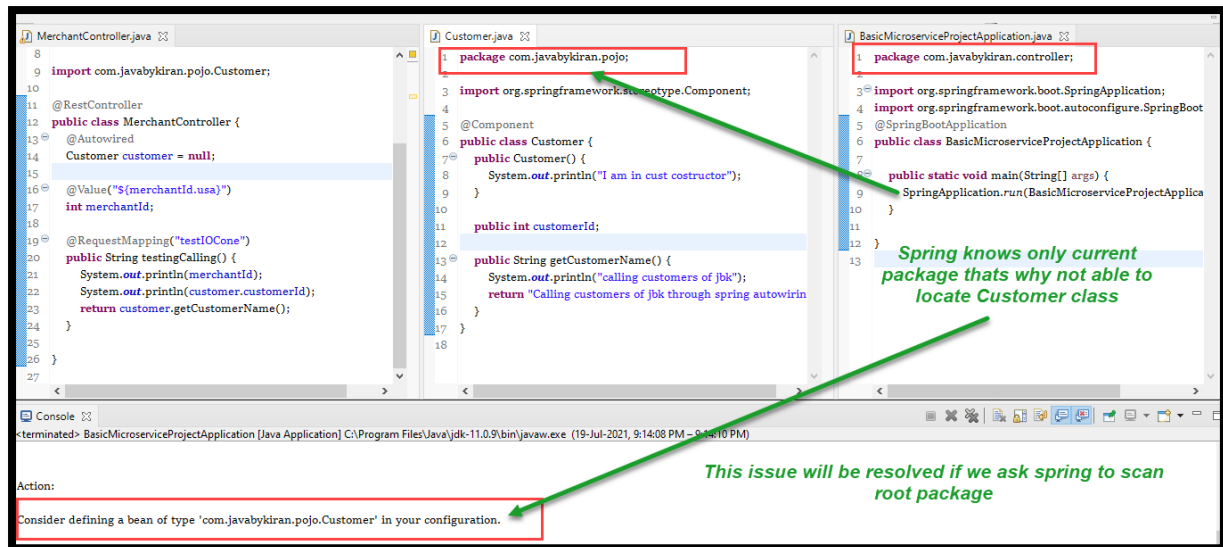 MerchantController.java
8
9 import com.javabykiran.pojo.Customer;
10
11 @RestController
12 public class MerchantController {
13 @Autowired
14 Customer customer = null;
15
16 @Value("${merchantId.usa}")
17 int merchantId;
18
19 @RequestMapping("testIOCone")
20 public String testingCalling() {
21 System.out.println(merchantId);
22 System.out.println(customer.customerId);
23 return customer.getCustomerName();
24 }
25
26 }
27
Customer.java
1 package com.javabykiran.pojo;
2
3 import org.springframework.stereotype.Component;
4
5 @Component
6 public class Customer {
7 public Customer() {
8 System.out.println("I am in cust costructor");
9 }
10
11 public int customerId;
12
13 public String getCustomerName() {
14 System.out.println("calling customers of jbk");
15 return "Calling customers of jbk through spring autowirin
16 }
17 }
18
BasicMicroserviceProjectApplication.java
1 package com.javabykiran.controller;
2
3 import org.springframework.boot.SpringApplication;
4 import org.springframework.boot.autoconfigure.SpringBoot
5 @SpringBootApplication
6 public class BasicMicroserviceProjectApplication {
7
8 public static void main(String[] args) {
9 SpringApplication.run(BasicMicroserviceProjectApplica
10 }
11
12 }
13
Spring knows only current
package thats why not able to
locate Customer class
Console
<terminated> BasicMicroserviceProjectApplication [Java Application] C:\Program Files\Java\jdk-11.0.9\bin\javaw.exe (19-Jul-2021, 9:14:08 PM – 9:14:10 PM)
This issue will be resolved if we ask spring to scan
root package
Action:
Consider defining a bean of type 'com.javabykiran.pojo.Customer' in your configuration.